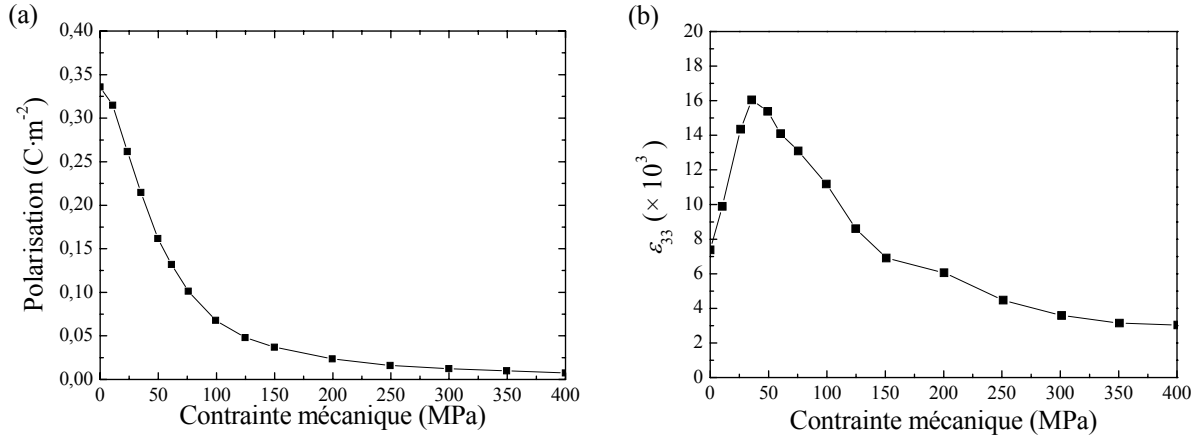 (a)
0,40
0,35
0,30
0,25
0,20
0,15
0,10
0,05
0,00
Polarisation (C·m⁻²)
0 50 100 150 200 250 300 350 400
Contrainte mécanique (MPa)
(b)
20
18
16
14
12
10
8
6
4
2
0
ε₃₃ (× 10³)
0 50 100 150 200 250 300 350 400
Contrainte mécanique (MPa)